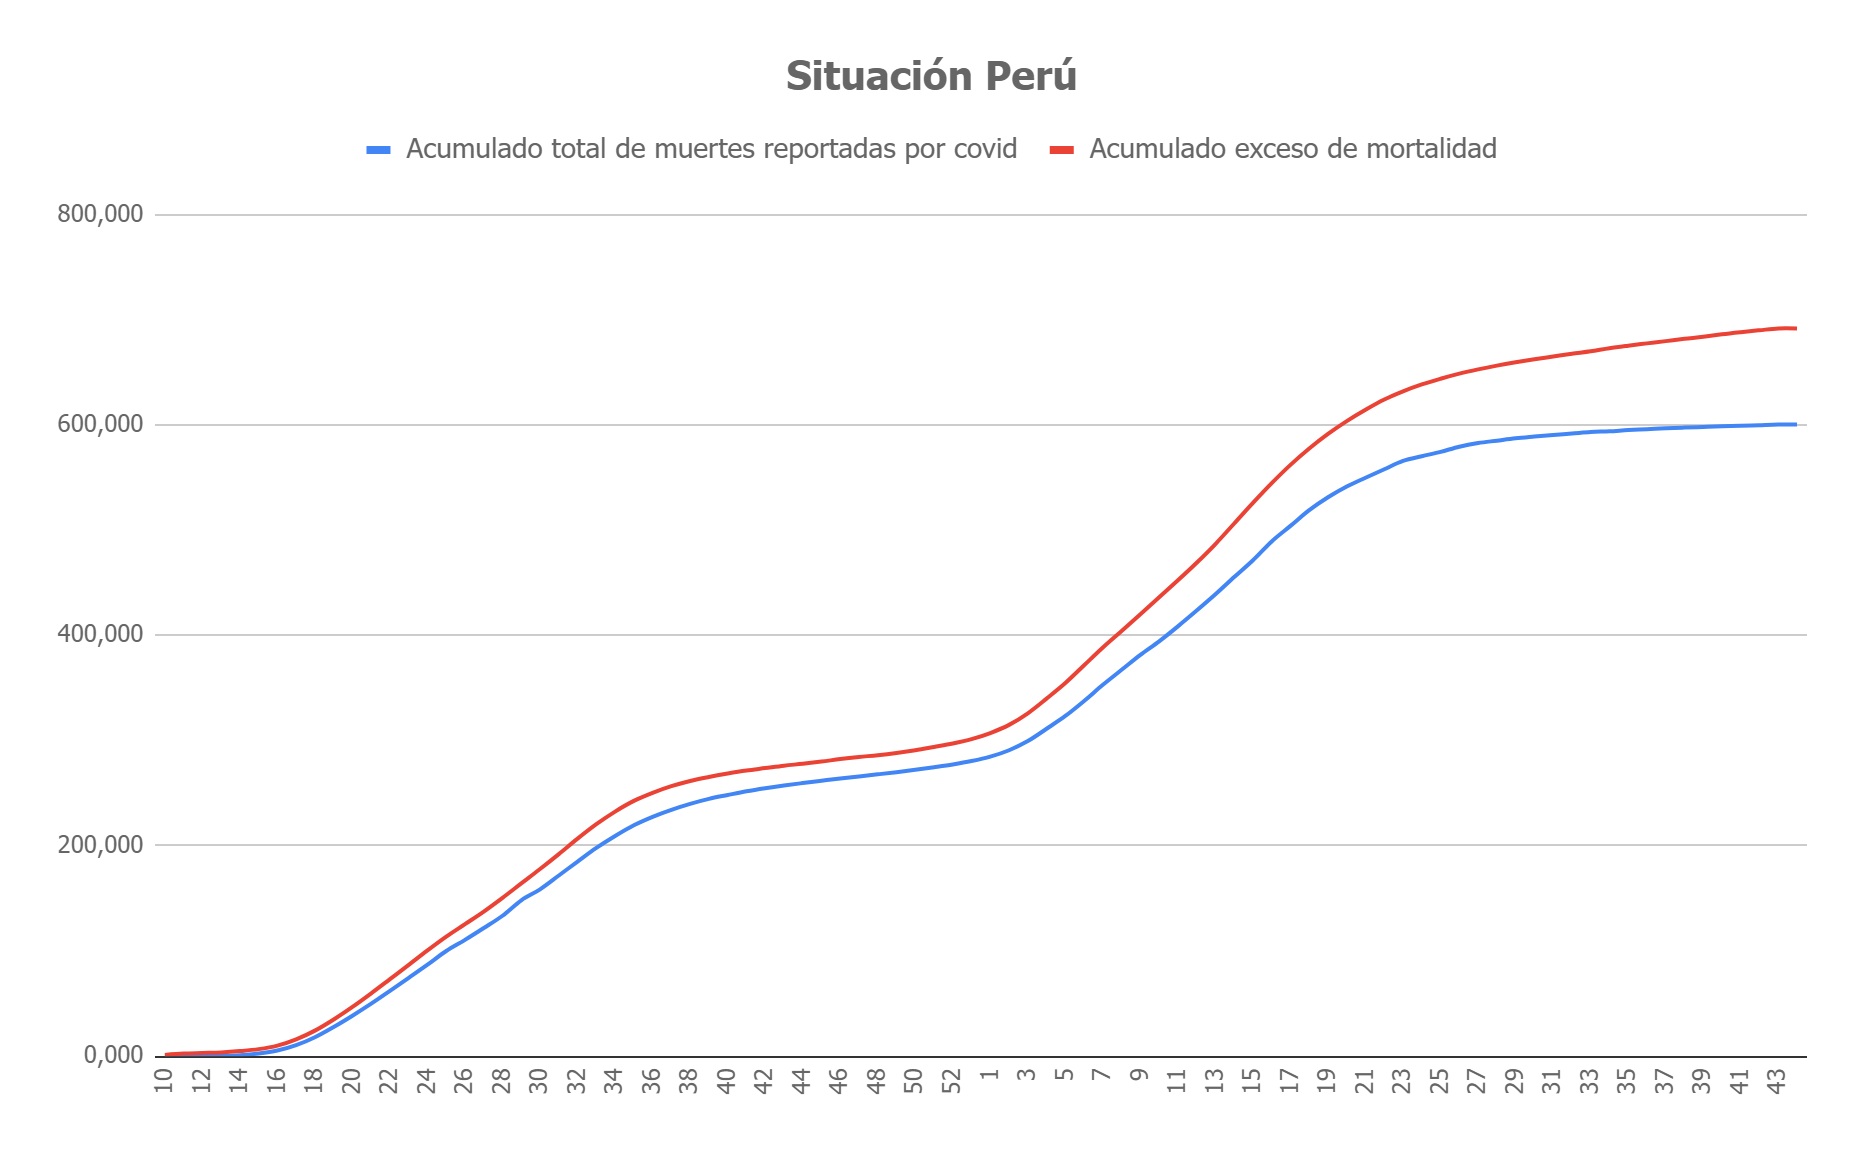 Situación Perú
Acumulado total de muertes reportadas por covid Acumulado exceso de mortalidad
800,000
600,000
400,000
200,000
0,000
10 12 14 16 18 20 22 24 26 28 30 32 34 36 38 40 42 44 46 48 50 52 1 3 5 7 9 11 13 15 17 19 21 23 25 27 29 31 33 35 37 39 41 43